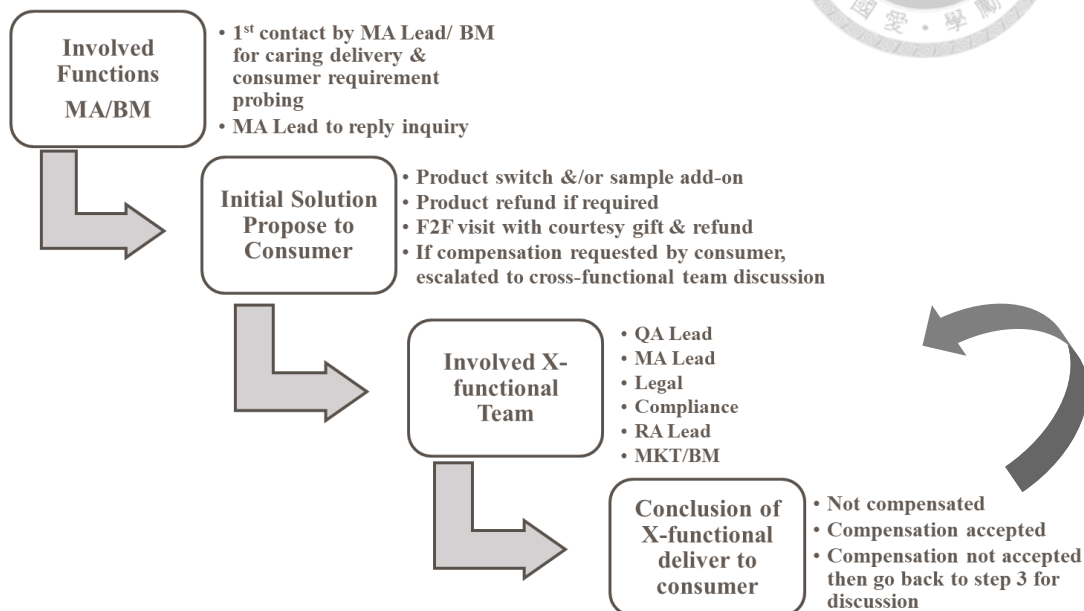 國愛·學勵
Involved
Functions
MA/BM
• 1st contact by MA Lead/ BM
for caring delivery &
consumer requirement
probing
• MA Lead to reply inquiry
Initial Solution
Propose to
Consumer
• Product switch &/or sample add-on
• Product refund if required
• F2F visit with courtesy gift & refund
• If compensation requested by consumer,
escalated to cross-functional team discussion
Involved X-
functional
Team
• QA Lead
• MA Lead
• Legal
• Compliance
• RA Lead
• MKT/BM
Conclusion of
X-functional
deliver to
consumer
• Not compensated
• Compensation accepted
• Compensation not accepted
then go back to step 3 for
discussion